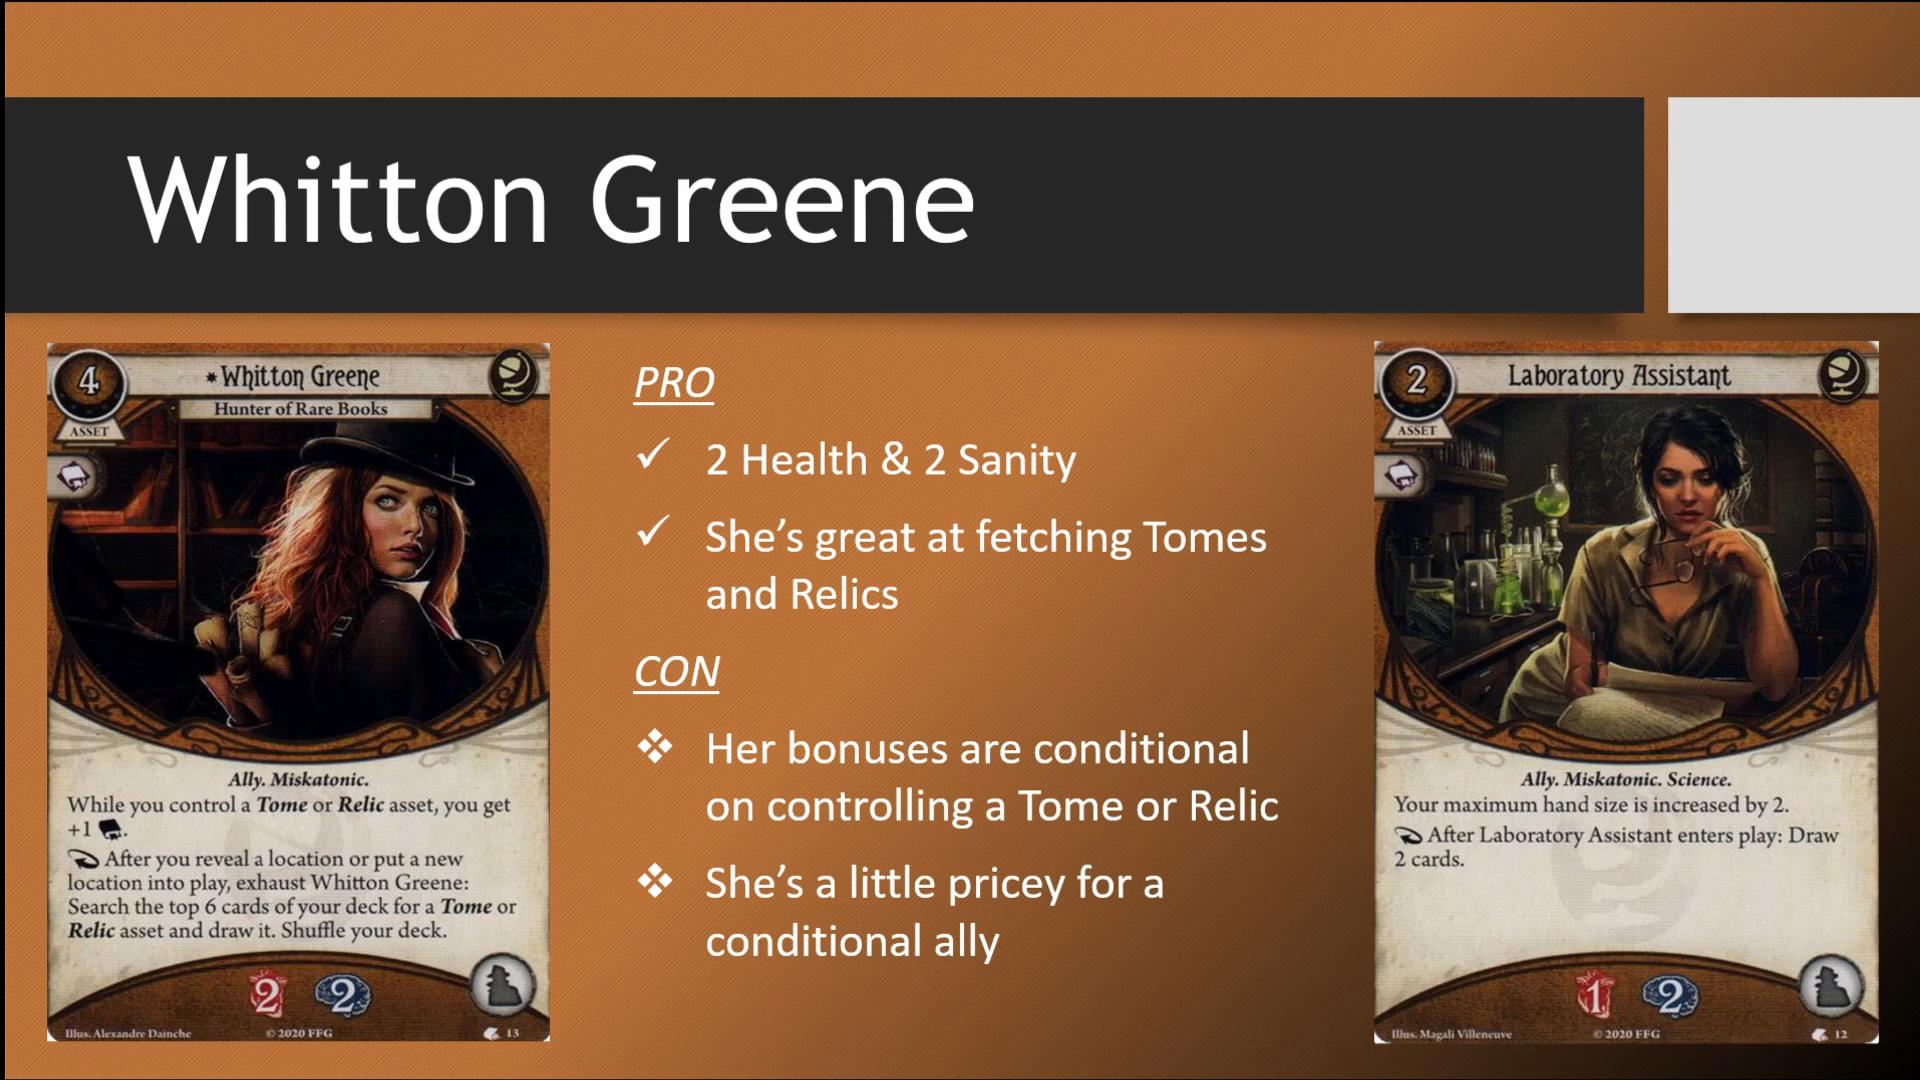 Whitton Greene
4
Whitton Greene
Hunter of Rare Books
ASSET
Ally. Miskatonic.
While you control a Tome or Relic asset, you get
+1 .
After you reveal a location or put a new
location into play, exhaust Whitton Greene:
Search the top 6 cards of your deck for a Tome or
Relic asset and draw it. Shuffle your deck.
2 2
Illus. Alexandre Dainche © 2020 FFG 13
PRO
✓ 2 Health & 2 Sanity
✓ She’s great at fetching Tomes
and Relics
CON
❖ Her bonuses are conditional
on controlling a Tome or Relic
❖ She’s a little pricey for a
conditional ally
2
Laboratory Assistant
ASSET
Ally. Miskatonic. Science.
Your maximum hand size is increased by 2.
After Laboratory Assistant enters play: Draw
2 cards.
1 2
Illus. Magali Villeneuve © 2020 FFG 12